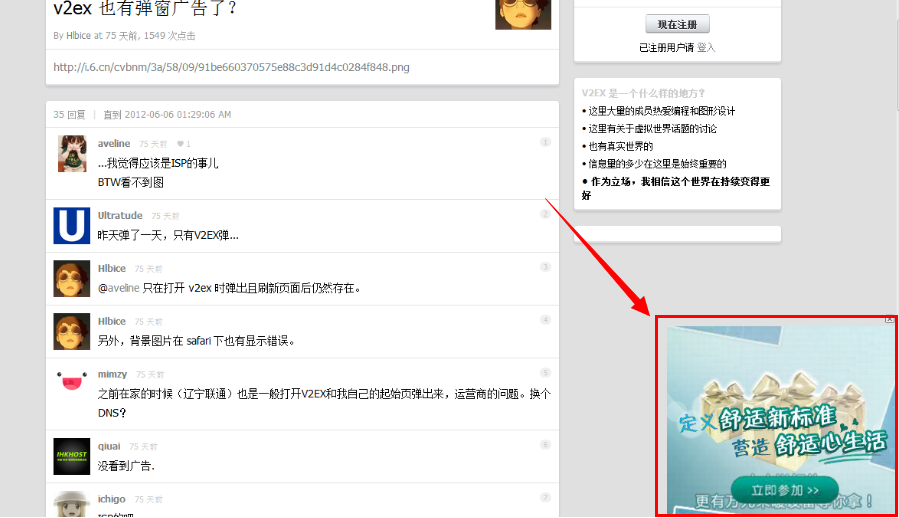 v2ex 也有弹窗广告了？
By Hlbice at 75 天前, 1549 次点击
http://i.6.cn/cvbnm/3a/58/09/91be660370575e88c3d91d4c0284f848.png
35 回复 | 直到 2012-06-06 01:29:06 AM
aveline 75 天前 ♥ 1
1
...我觉得应该是ISP的事儿
BTW看不到图
Ultratude 75 天前
2
昨天弹了一天，只有V2EX弹...
Hlbice 75 天前
3
@aveline 只在打开 v2ex 时弹出且刷新页面后仍然存在。
Hlbice 75 天前
4
另外，背景图片在 safari 下也有显示错误。
mimzy 75 天前
5
之前在家的时候（辽宁联通）也是一般打开V2EX和我自己的起始页弹出来，运营商的问题。换个
DNS?
IHKHOST
qiuai 75 天前
6
没看到广告.
ichigo 75 天前
7
ISP的吧
现在注册
已注册用户请 登入
V2EX 是一个什么样的地方？
• 这里大量的成员热爱编程和图形设计
• 这里有关于虚拟世界话题的讨论
• 也有真实世界的
• 信息量的多少在这里是始终重要的
• 作为立场，我相信这个世界在持续变得更
好
定义舒适新标准
营造 舒适心生活
立即参加 >>